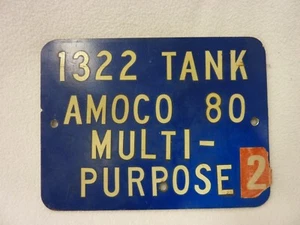 1322 TANK
AMOCO 80
MULTI-
PURPOSE 2